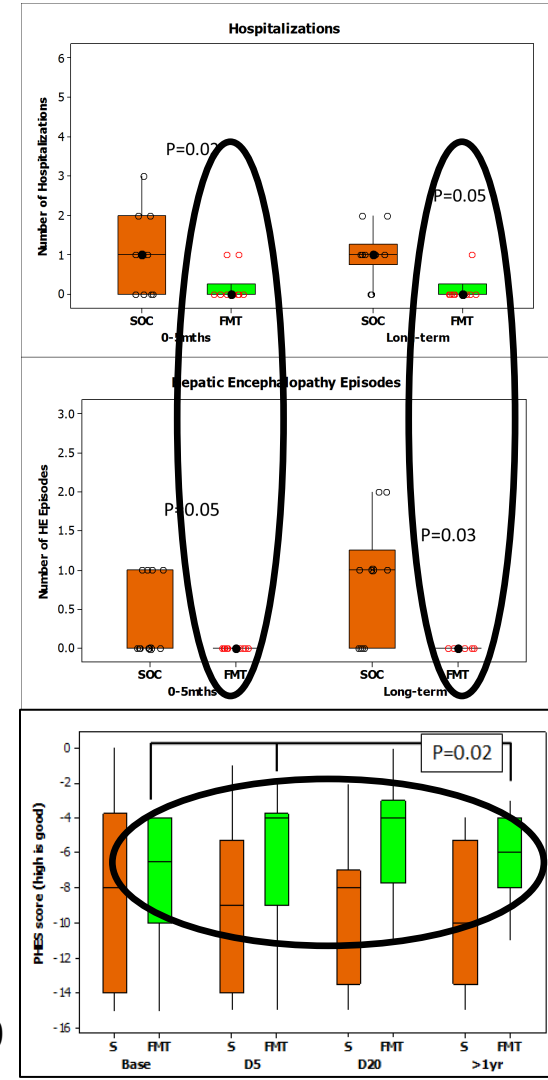 Hospitalizations
Number of Hospitalizations
6
5
4
3
2
1
0
P=0.02
P=0.05
SOC FMT SOC FMT
0-5mths Long-term
Hepatic Encephalopathy Episodes
Number of HE Episodes
3.0
2.5
2.0
1.5
1.0
0.5
0.0
P=0.05
P=0.03
SOC FMT SOC FMT
0-5mths Long-term
PHES score (high is good)
0
-2
-4
-6
-8
-10
-12
-14
-16
P=0.02
S FMT S FMT S FMT S FMT
Base D5 D20 >1yr
)